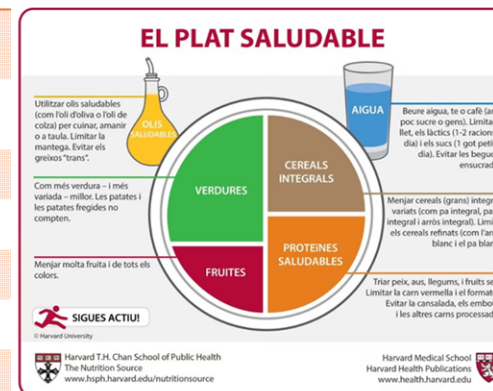 EL PLAT SALUDABLE
Utilitzar olis saludables
(com l'oli d'oliva o l'oli de
colza) per cuinar, amanir
o a taula. Limitar la
mantega. Evitar els
greixos "trans".
OLIS
SALUDABLES
AIGUA
Beure aigua, te o cafè (am
poc sucre o gens). Limitar
llet, els làctics (1-2 racions
dia) i els sucs (1 got petit
dia). Evitar les begud
ensucrad
Com més verdura – i més
variada – millor. Les patates i
les patates fregides no
compten.
VERDURES
CEREALS
INTEGRALS
Menjar cereals (grans) integra
variats (com pa integral, pa
integral i arròs integral). Limi
els cereals refinats (com l'arr
blanc i el pa blan
Menjar molta fruita i de tots els
colors.
FRUITES
PROTEÏNES
SALUDABLES
Triar peix, aus, llegums, i fruits se
Limitar la carn vermella i el format
Evitar la cansalada, els embo
i les altres carns processad
SIGUES ACTIU!
© Harvard University
Harvard T.H. Chan School of Public Health
The Nutrition Source
www.hsph.harvard.edu/nutritionsource
Harvard Medical School
Harvard Health Publications
www.health.harvard.edu